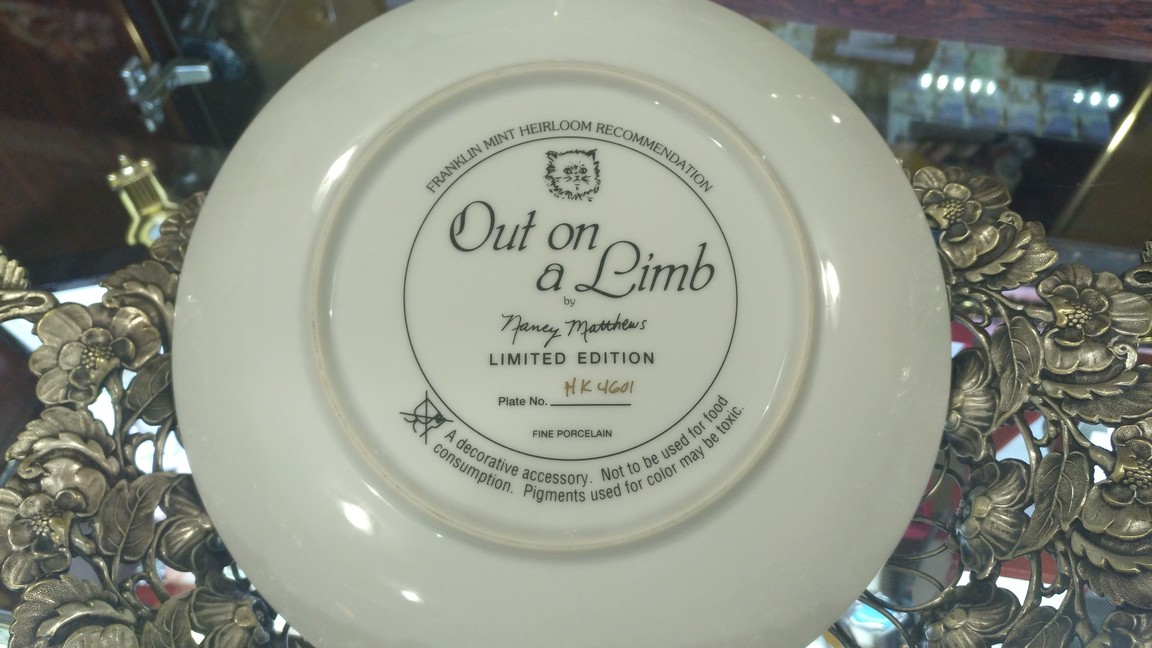 FRANKLIN MINT HEIRLOOM RECOMMENDATION
Out on
a Limb
by
Nancy Matthews
LIMITED EDITION
Plate No. HK4601
FINE PORCELAIN
A decorative accessory. Not to be used for food
consumption. Pigments used for color may be toxic.